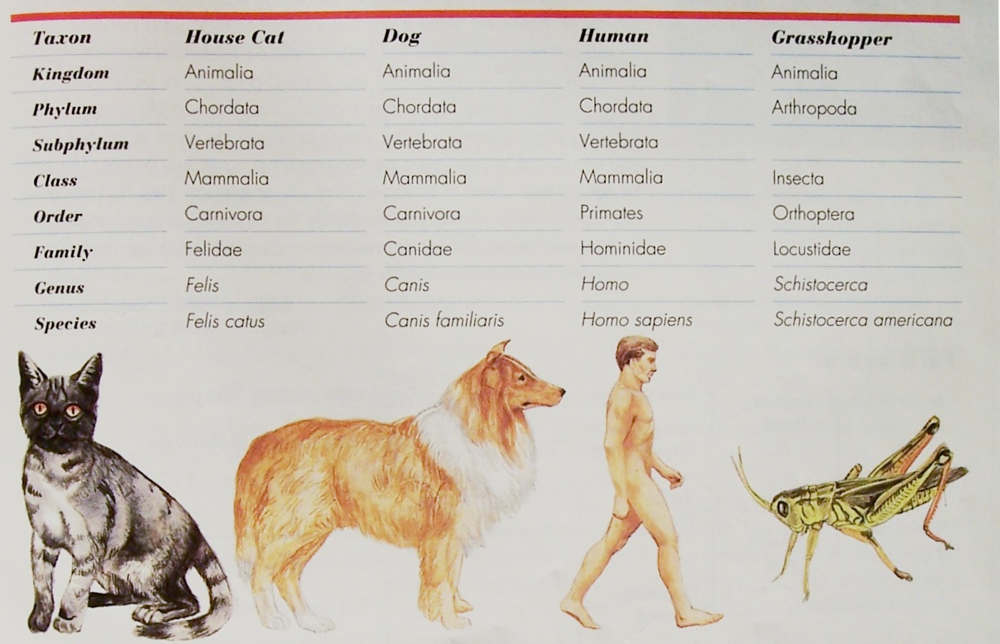 Taxon House Cat Dog Human Grasshopper
Kingdom Animalia Animalia Animalia Animalia
Phylum Chordata Chordata Chordata Arthropoda
Subphylum Vertebrata Vertebrata Vertebrata
Class Mammalia Mammalia Mammalia Insecta
Order Carnivora Carnivora Primates Orthoptera
Family Felidae Canidae Hominidae Locustidae
Genus Felis Canis Homo Schistocerca
Species Felis catus Canis familiaris Homo sapiens Schistocerca americana